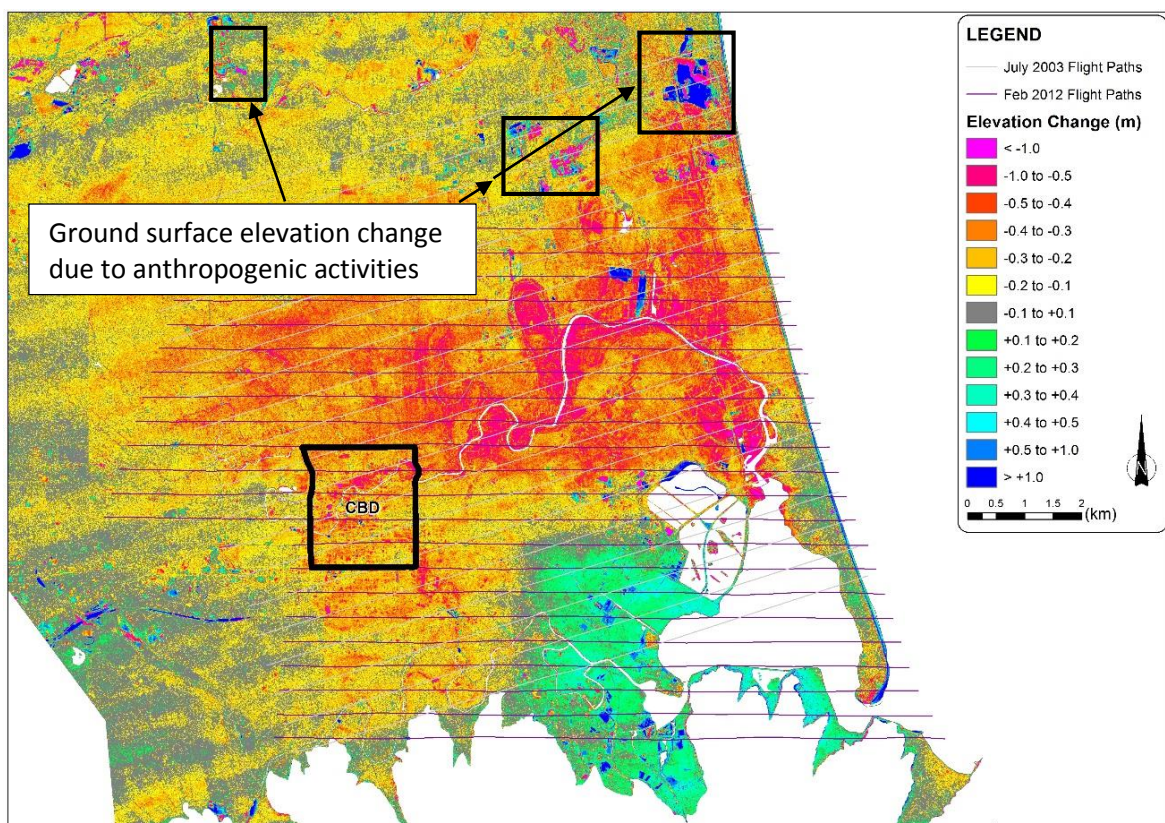 LEGEND
July 2003 Flight Paths
Feb 2012 Flight Paths
Elevation Change (m)
< -1.0
-1.0 to -0.5
-0.5 to -0.4
-0.4 to -0.3
-0.3 to -0.2
-0.2 to -0.1
-0.1 to +0.1
+0.1 to +0.2
+0.2 to +0.3
+0.3 to +0.4
+0.4 to +0.5
+0.5 to +1.0
> +1.0
N
0 0.5 1 2
(km)
Ground surface elevation change
due to anthropogenic activities
CBD